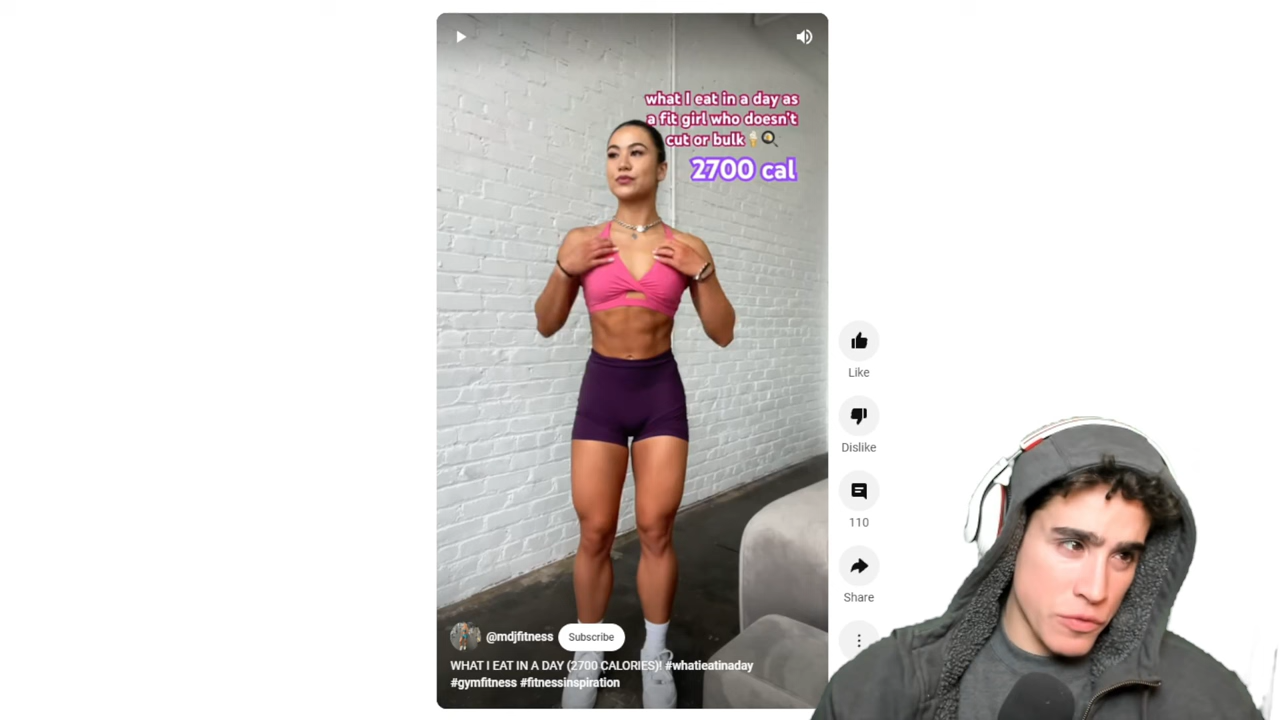 what I eat in a day as
a fit girl who doesn't
cut or bulk🍦🍳
2700 cal
Like
Dislike
110
Share
@mdjfitness Subscribe
WHAT I EAT IN A DAY (2700 CALORIES)! #whatieatinaday
#gymfitness #fitnessinspiration